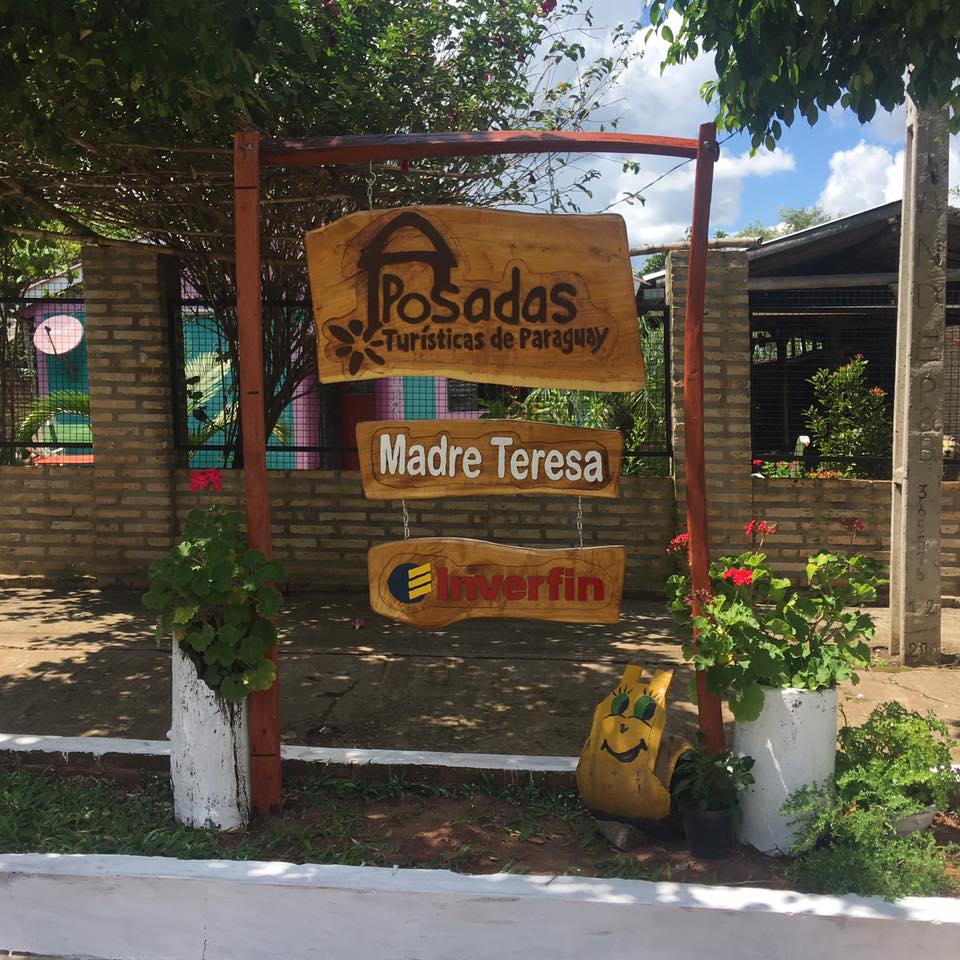 Posadas
Turísticas de Paraguay
Madre Teresa
Inverfin